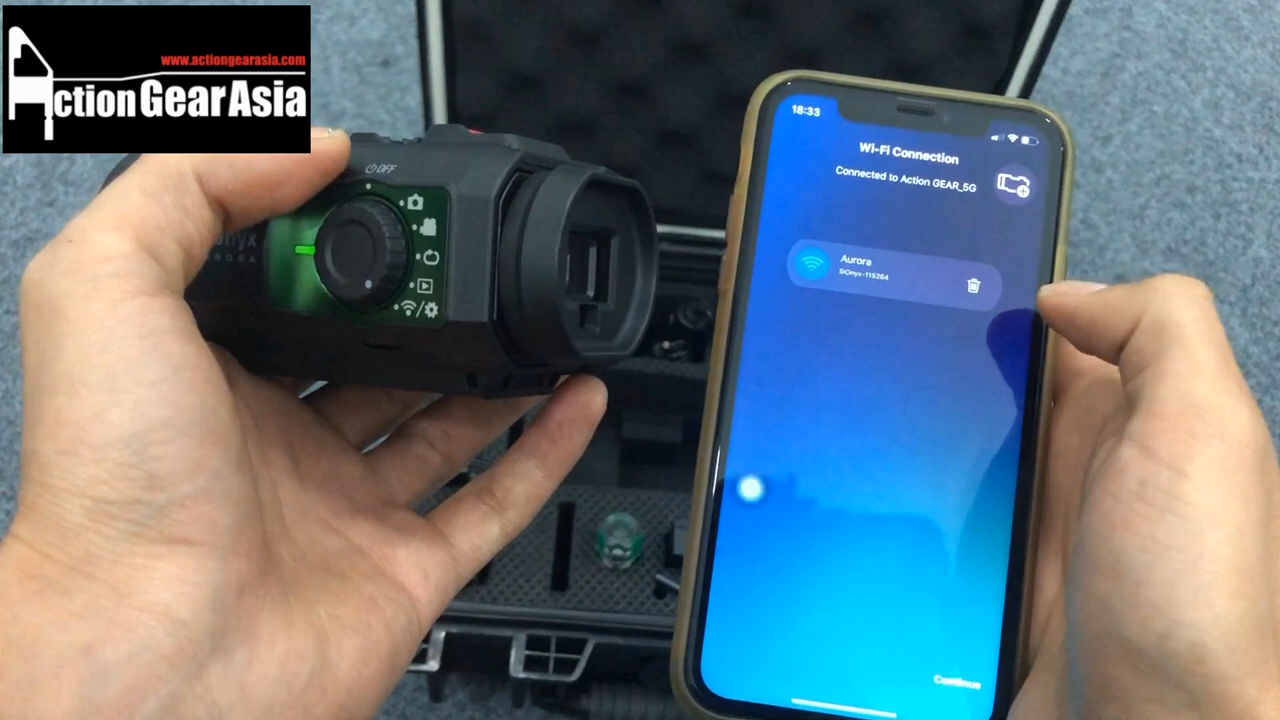 www.actiongearasia.com
Action Gear Asia
OFF
18:33
Wi-Fi Connection
Connected to Action GEAR_5G
Aurora
SiOnyx-115264
Continue